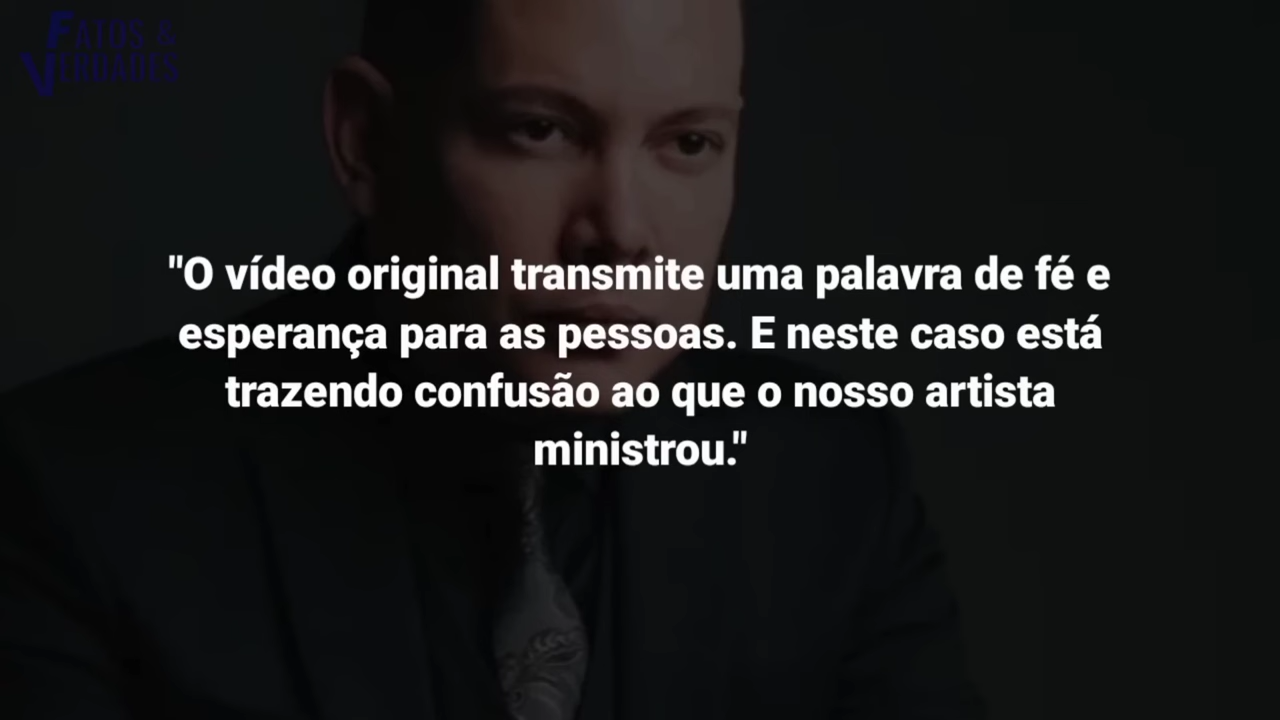 FATOS &
VERDADES
"O vídeo original transmite uma palavra de fé e
esperança para as pessoas. E neste caso está
trazendo confusão ao que o nosso artista
ministrou."